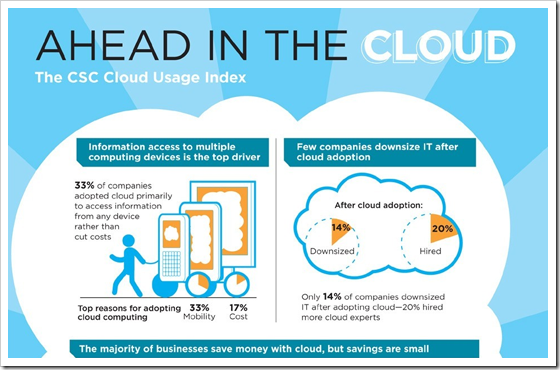 AHEAD IN THE CLOUD
The CSC Cloud Usage Index
Information access to multiple
computing devices is the top driver
33% of companies
adopted cloud primarily
to access information
from any device
rather than
cut costs
Top reasons for adopting
cloud computing
33%
Mobility
17%
Cost
Few companies downsize IT after
cloud adoption
After cloud adoption:
14%
Downsized
20%
Hired
Only 14% of companies downsized
IT after adopting cloud—20% hired
more cloud experts
The majority of businesses save money with cloud, but savings are small